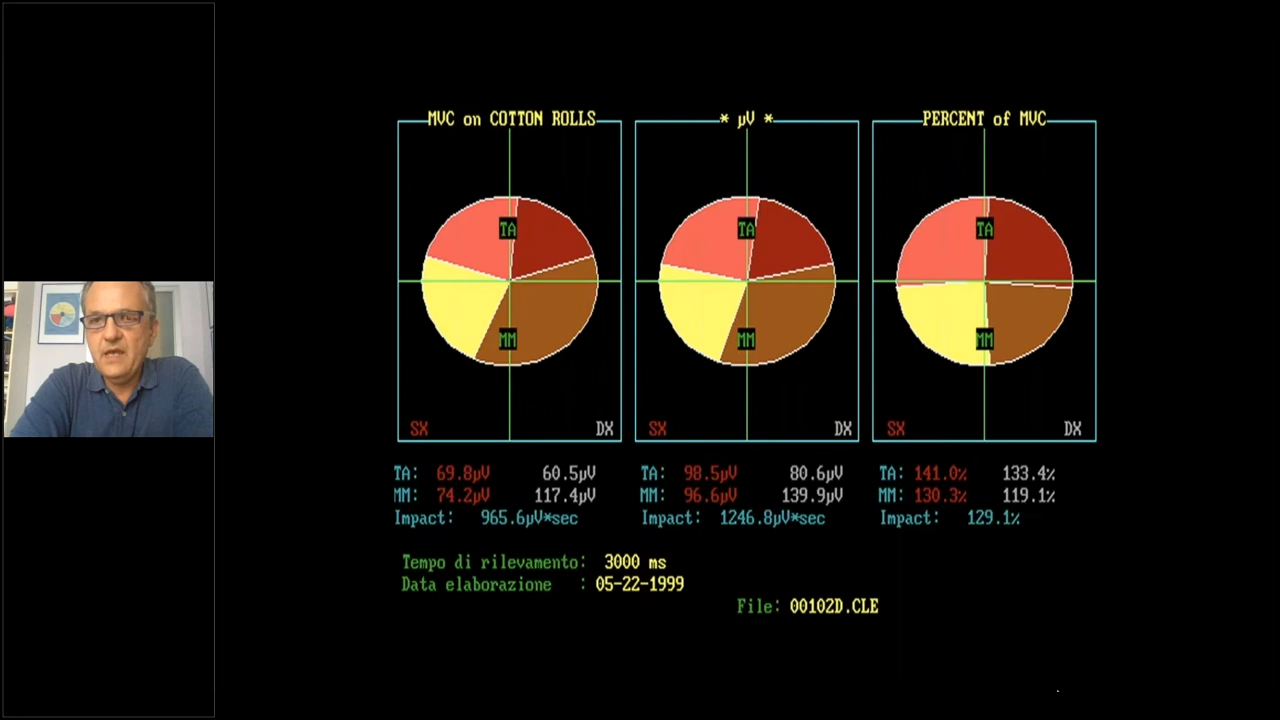 MVC on COTTON ROLLS
TA
MM
SX DX
TA: 69.8µV 60.5µV
MM: 74.2µV 117.4µV
Impact: 965.6µV*sec
* µV *
TA
MM
SX DX
TA: 98.5µV 80.6µV
MM: 96.6µV 139.9µV
Impact: 1246.8µV*sec
PERCENT of MVC
TA
MM
SX DX
TA: 141.0% 133.4%
MM: 130.3% 119.1%
Impact: 129.1%
Tempo di rilevamento: 3000 ms
Data elaborazione : 05-22-1999
File: 00102D.CLE